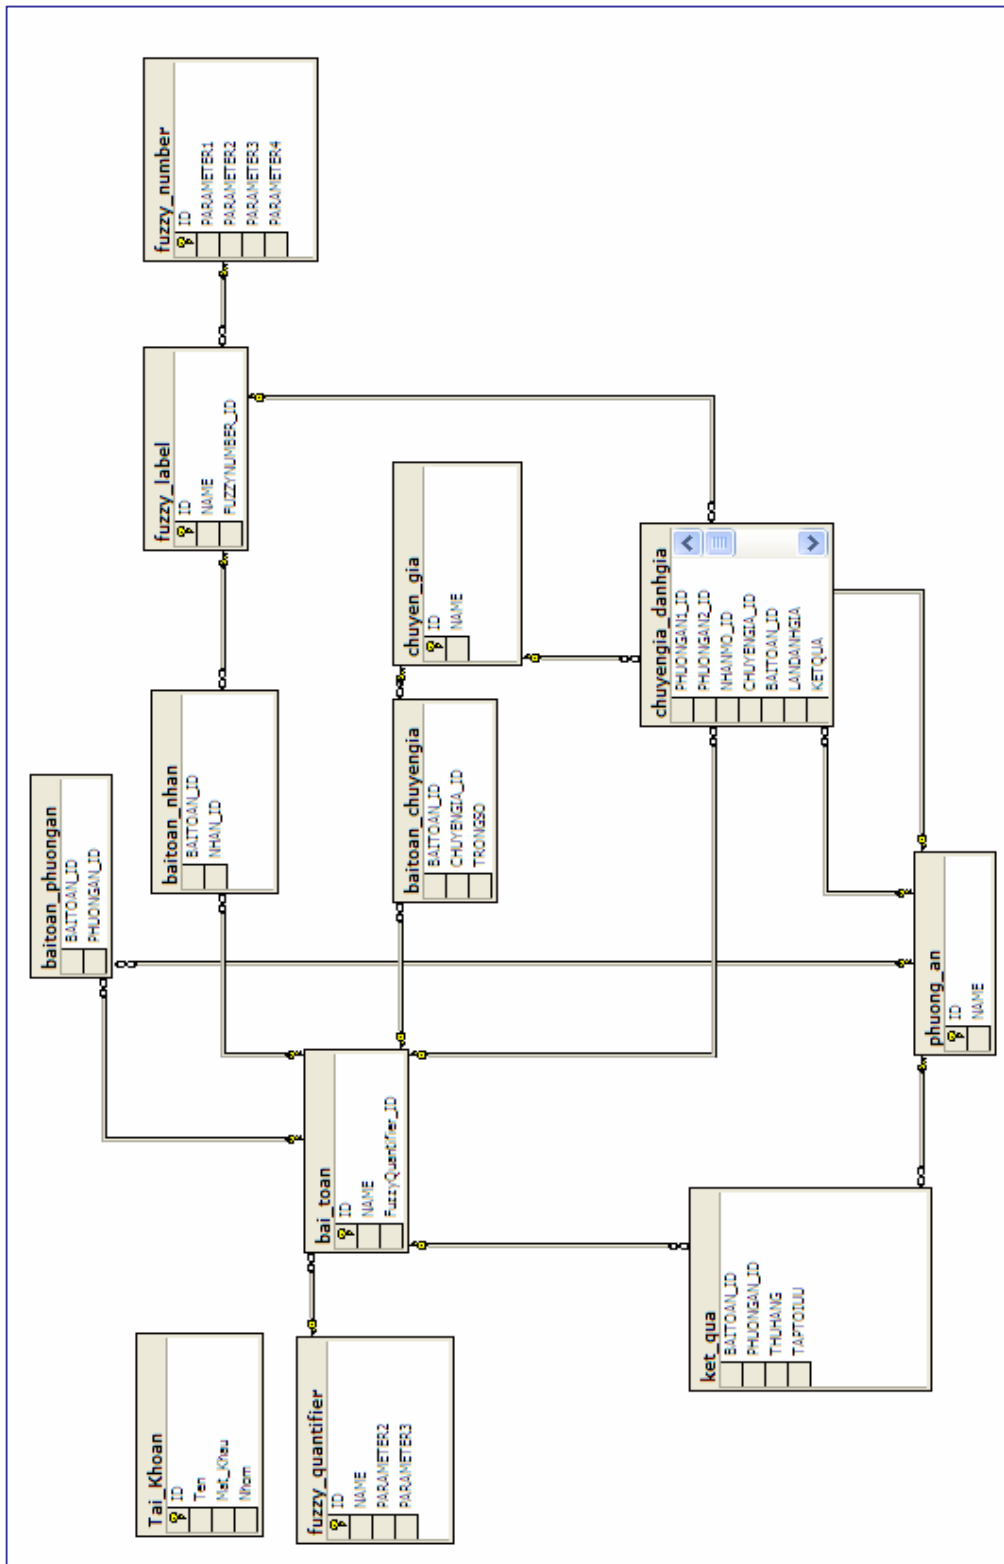 Tai_Khoan
ID
Ten
Mat_Khau
Nhom
fuzzy_quantifier
ID
NAME
PARAMETER2
PARAMETER3
bai_toan
ID
NAME
FuzzyQuantifier_ID
ket_qua
BAITOAN_ID
PHUONGAN_ID
THUHANG
TAPTOIUU
baitoan_phuongan
BAITOAN_ID
PHUONGAN_ID
baitoan_nhan
BAITOAN_ID
NHAN_ID
baitoan_chuyengia
BAITOAN_ID
CHUYENGIA_ID
TRONGSO
phuong_an
ID
NAME
fuzzy_label
ID
NAME
FUZZYNUMBER_ID
chuyen_gia
ID
NAME
chuyengia_danhgia
PHUONGAN1_ID
PHUONGAN2_ID
NHANMO_ID
CHUYENGIA_ID
BAITOAN_ID
LANDANHGIA
KETQUA
fuzzy_number
ID
PARAMETER1
PARAMETER2
PARAMETER3
PARAMETER4